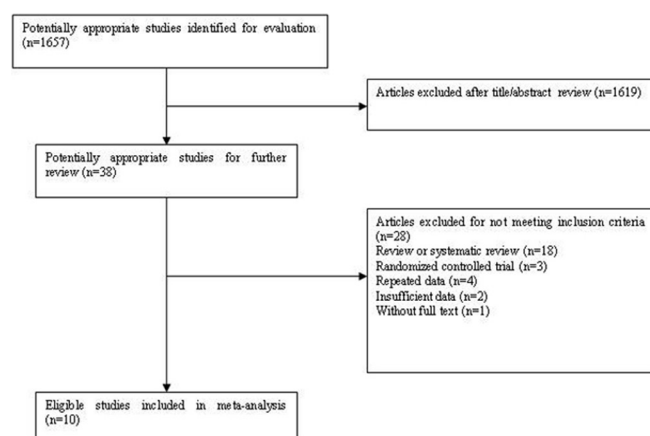 Potentially appropriate studies identified for evaluation
(n=1657)
Articles excluded after title/abstract review (n=1619)
Potentially appropriate studies for further
review (n=38)
Articles excluded for not meeting inclusion criteria
(n=28)
Review or systematic review (n=18)
Randomized controlled trial (n=3)
Repeated data (n=4)
Insufficient data (n=2)
Without full text (n=1)
Eligible studies included in meta-analysis
(n=10)